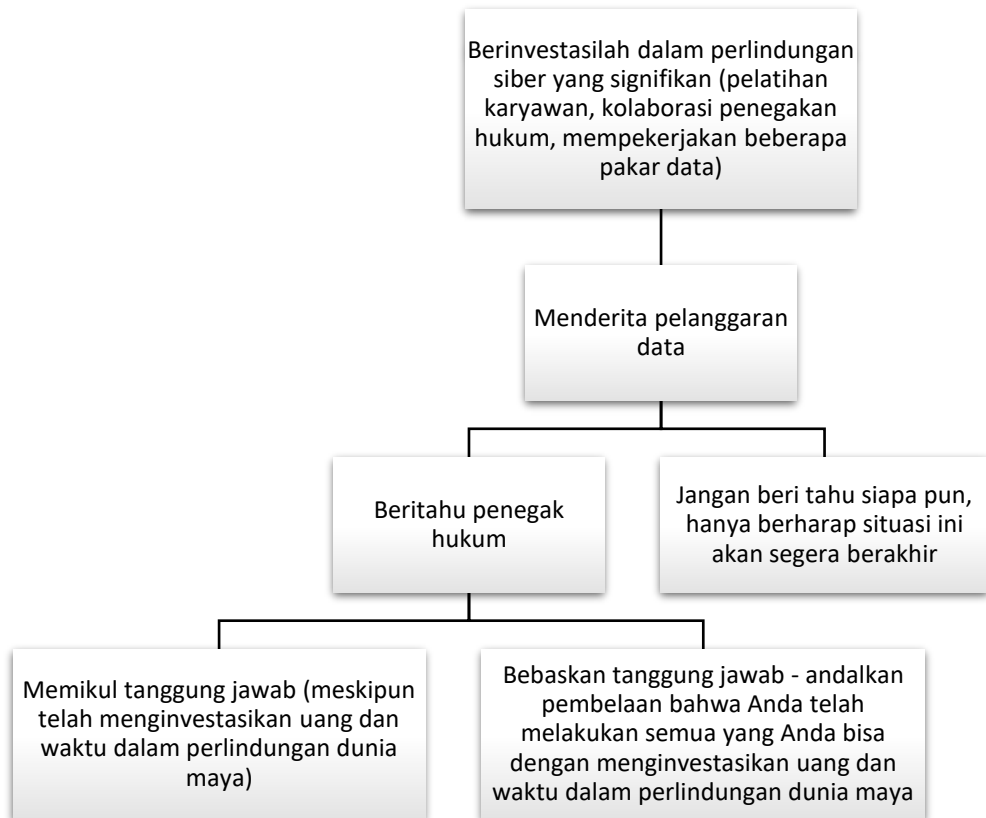 Berinvestasilah dalam perlindungan
siber yang signifikan (pelatihan
karyawan, kolaborasi penegakan
hukum, mempekerjakan beberapa
pakar data)
Menderita pelanggaran
data
Beritahu penegak
hukum
Jangan beri tahu siapa pun,
hanya berharap situasi ini
akan segera berakhir
Memikul tanggung jawab (meskipun
telah menginvestasikan uang dan
waktu dalam perlindungan dunia
maya)
Bebaskan tanggung jawab - andalkan
pembelaan bahwa Anda telah
melakukan semua yang Anda bisa
dengan menginvestasikan uang dan
waktu dalam perlindungan dunia maya